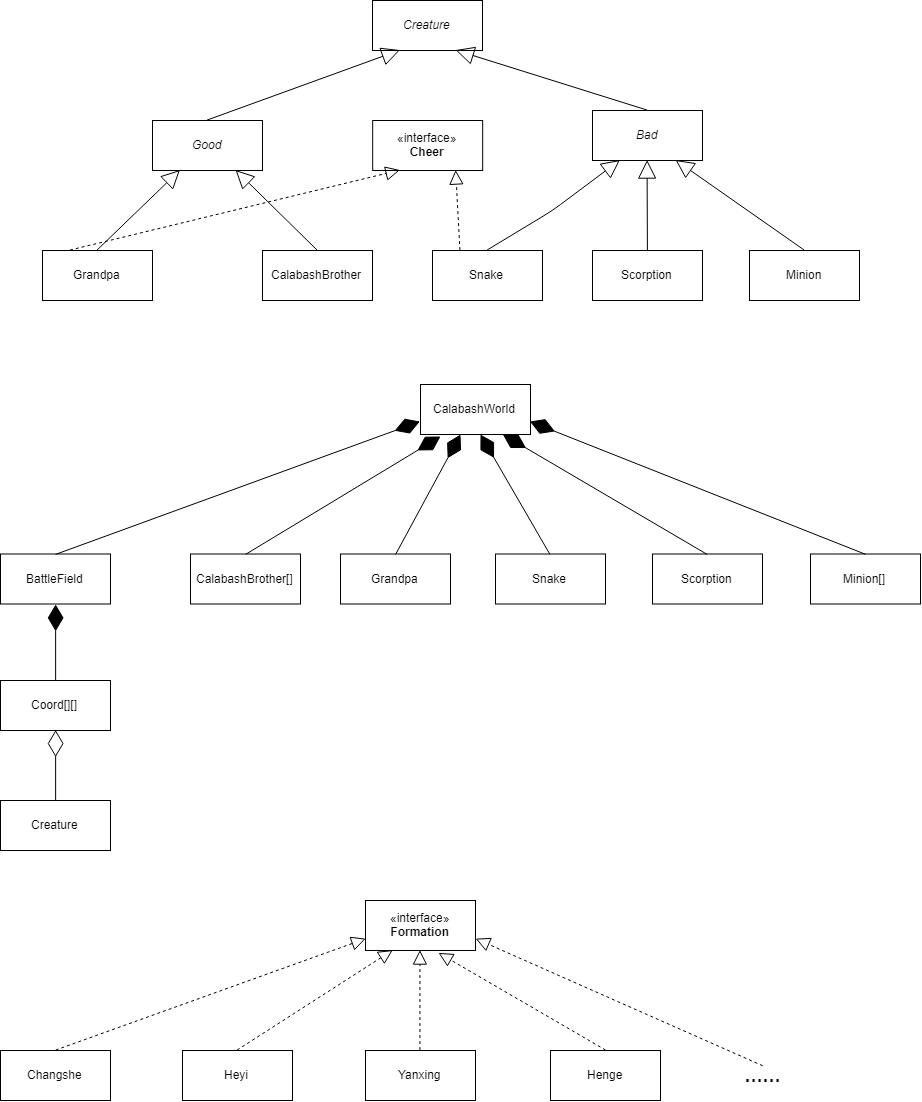 Creature
Good
«interface»
Cheer
Bad
Grandpa
CalabashBrother
Snake
Scorption
Minion
CalabashWorld
BattleField
CalabashBrother[]
Grandpa
Snake
Scorption
Minion[]
Coord[][]
Creature
«interface»
Formation
Changshe
Heyi
Yanxing
Henge
......